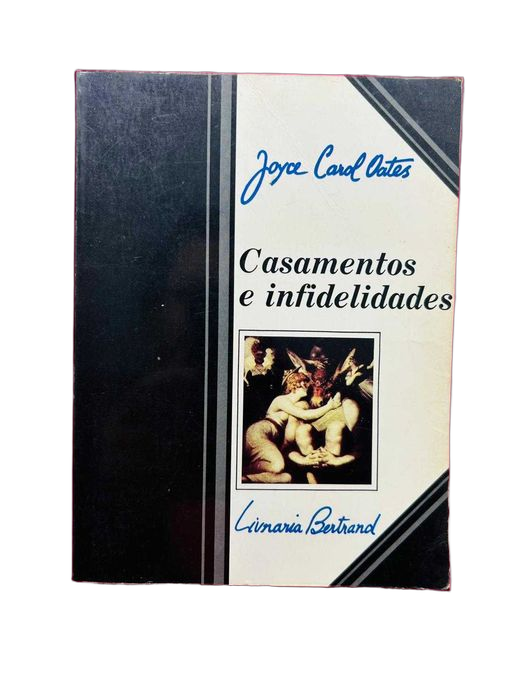 Joyce Carol Oates
Casamentos
e infidelidades
Livraria Bertrand